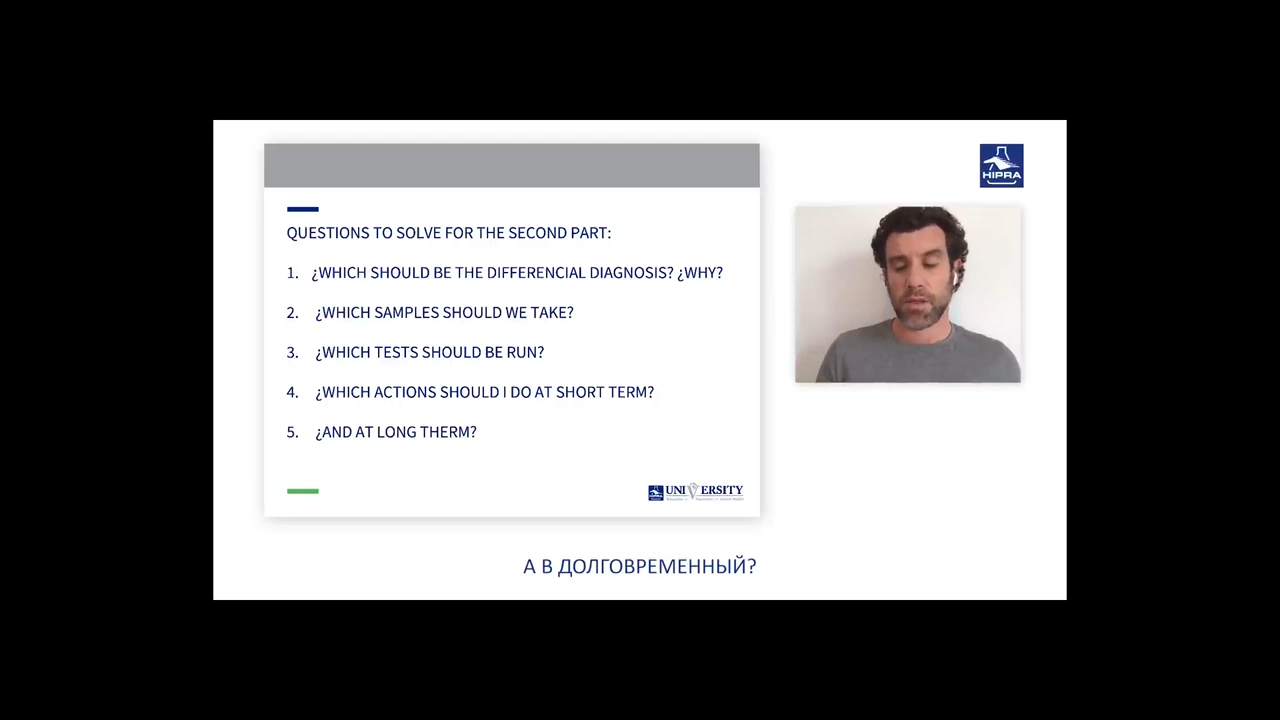 HIPRA
QUESTIONS TO SOLVE FOR THE SECOND PART:
1. ¿WHICH SHOULD BE THE DIFFERENCIAL DIAGNOSIS? ¿WHY?
2. ¿WHICH SAMPLES SHOULD WE TAKE?
3. ¿WHICH TESTS SHOULD BE RUN?
4. ¿WHICH ACTIONS SHOULD I DO AT SHORT TERM?
5. ¿AND AT LONG THERM?
UNIVERSITY
А В ДОЛГОВРЕМЕННЫЙ?